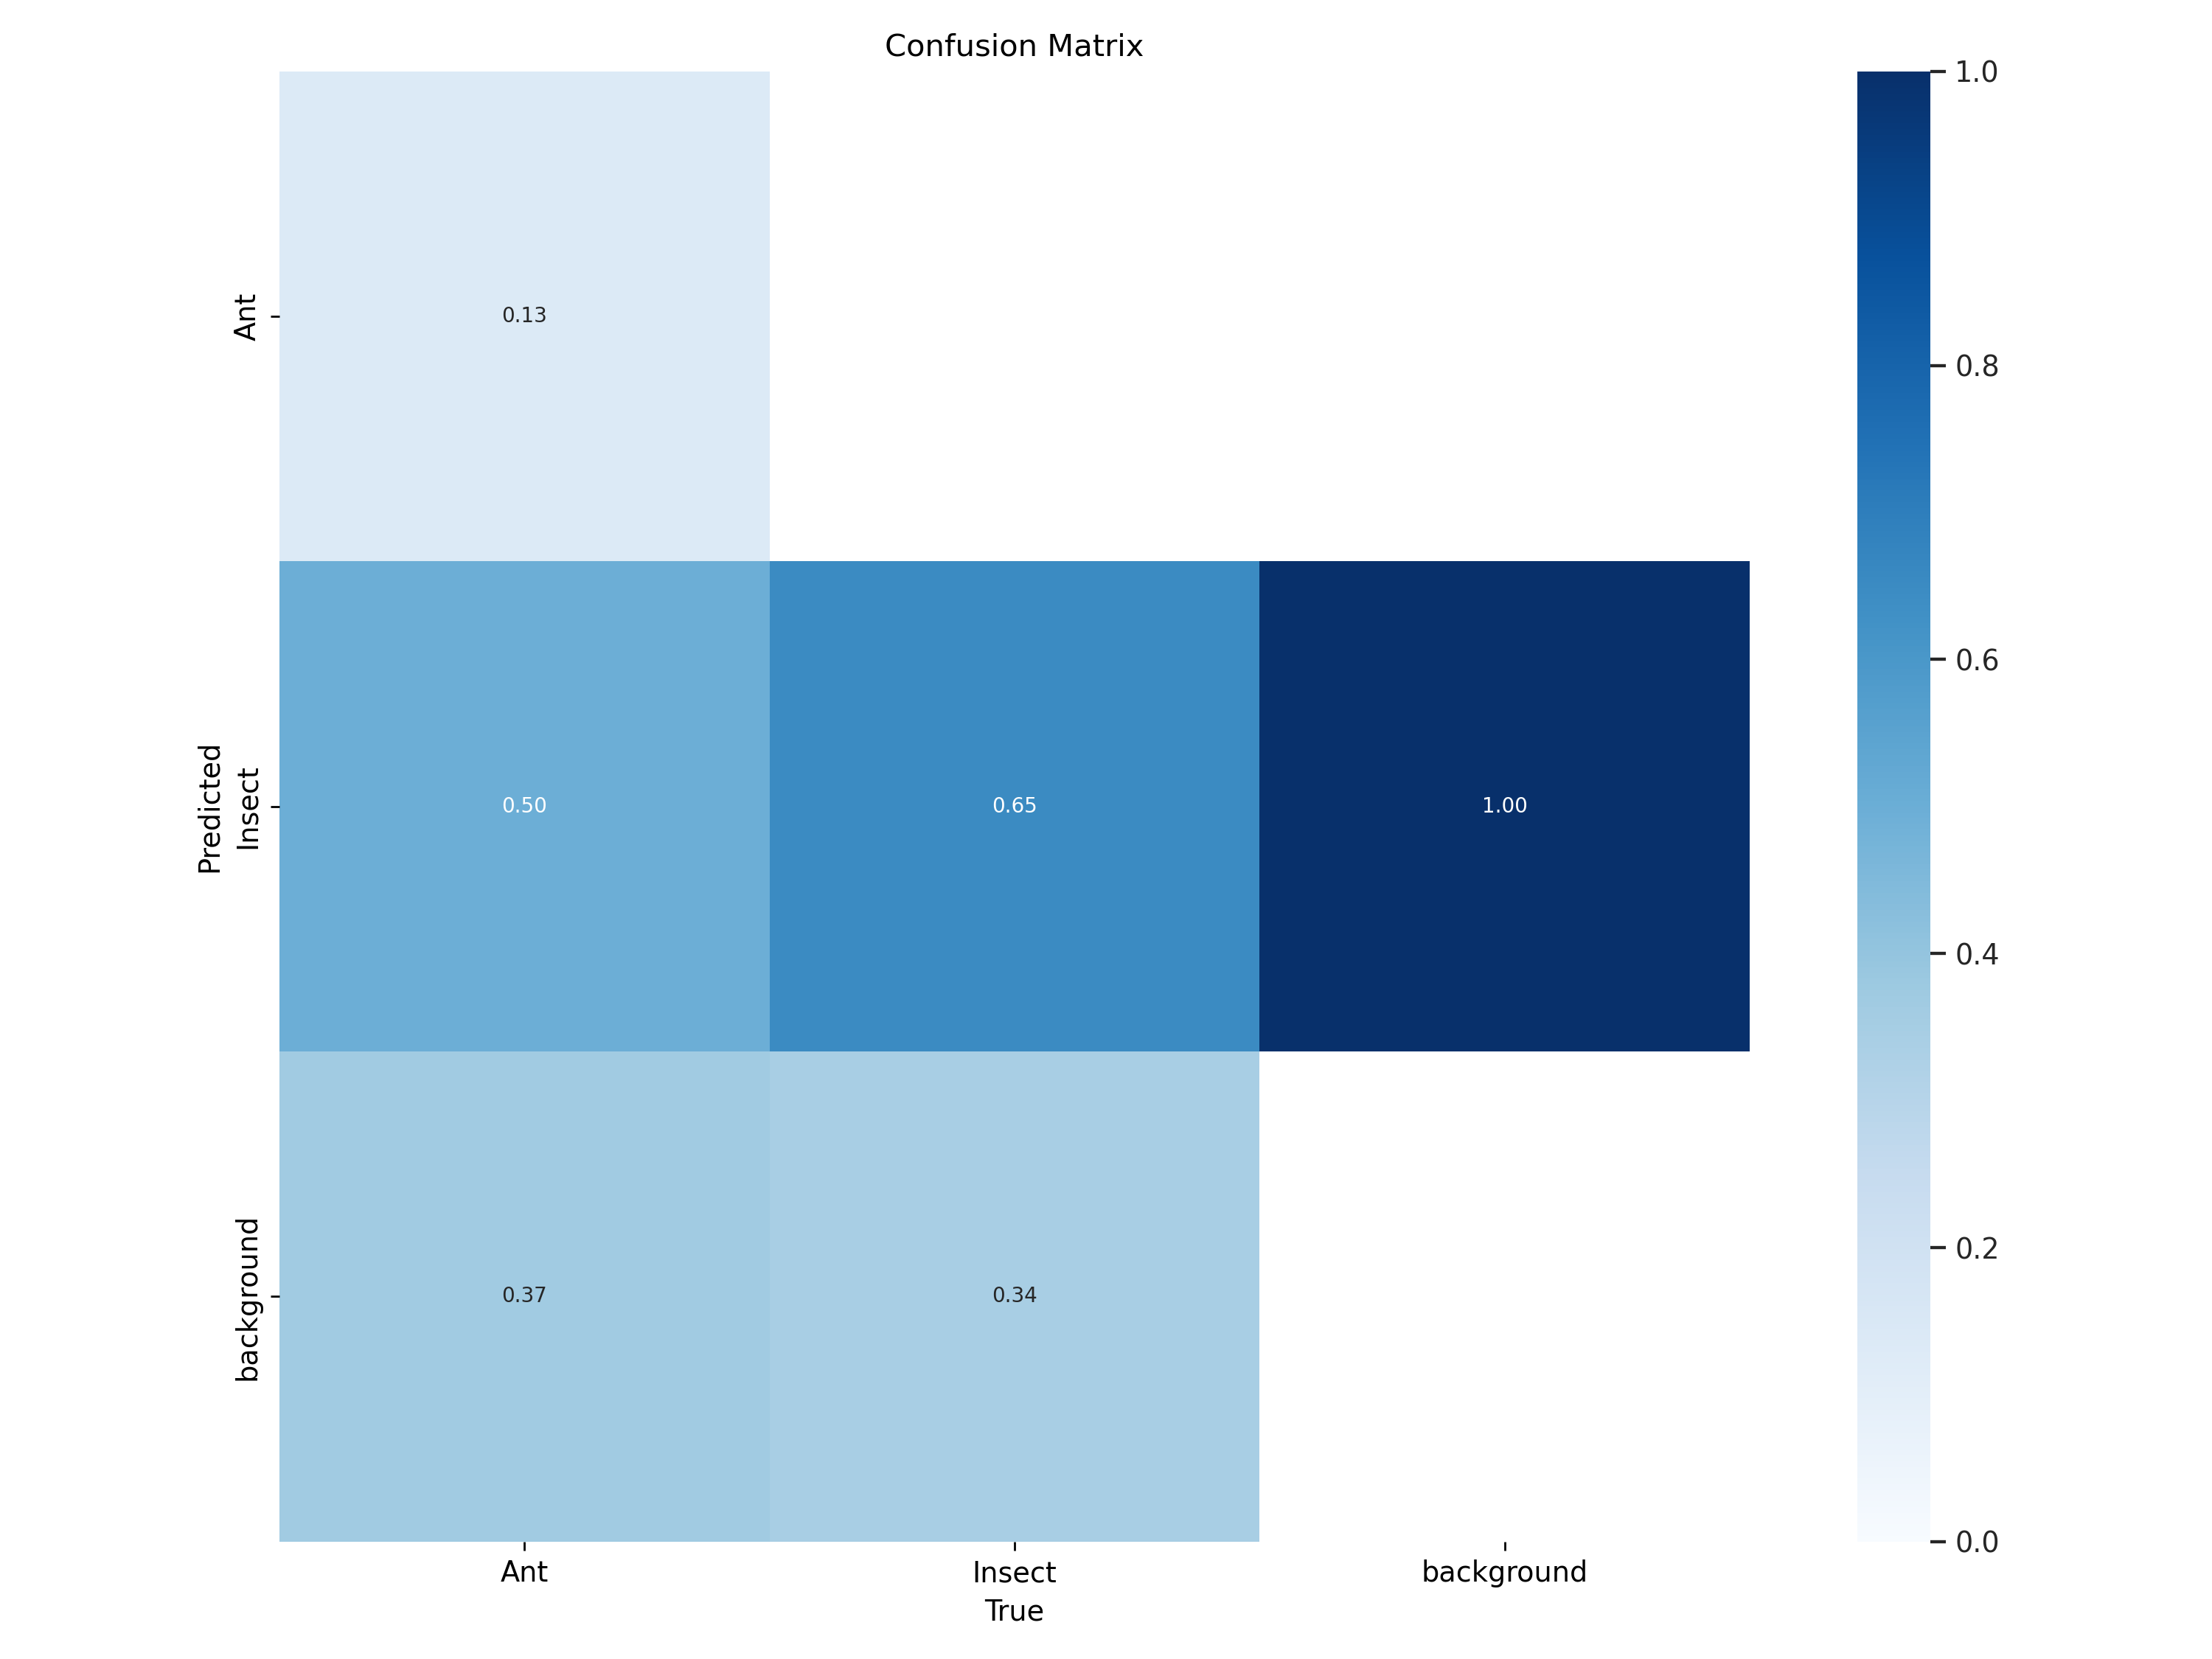 Confusion Matrix
1.0
0.8
0.6
0.4
0.2
0.0
Predicted
Ant
Insect
background
0.13
0.50 0.65 1.00
0.37 0.34
Ant Insect background
True